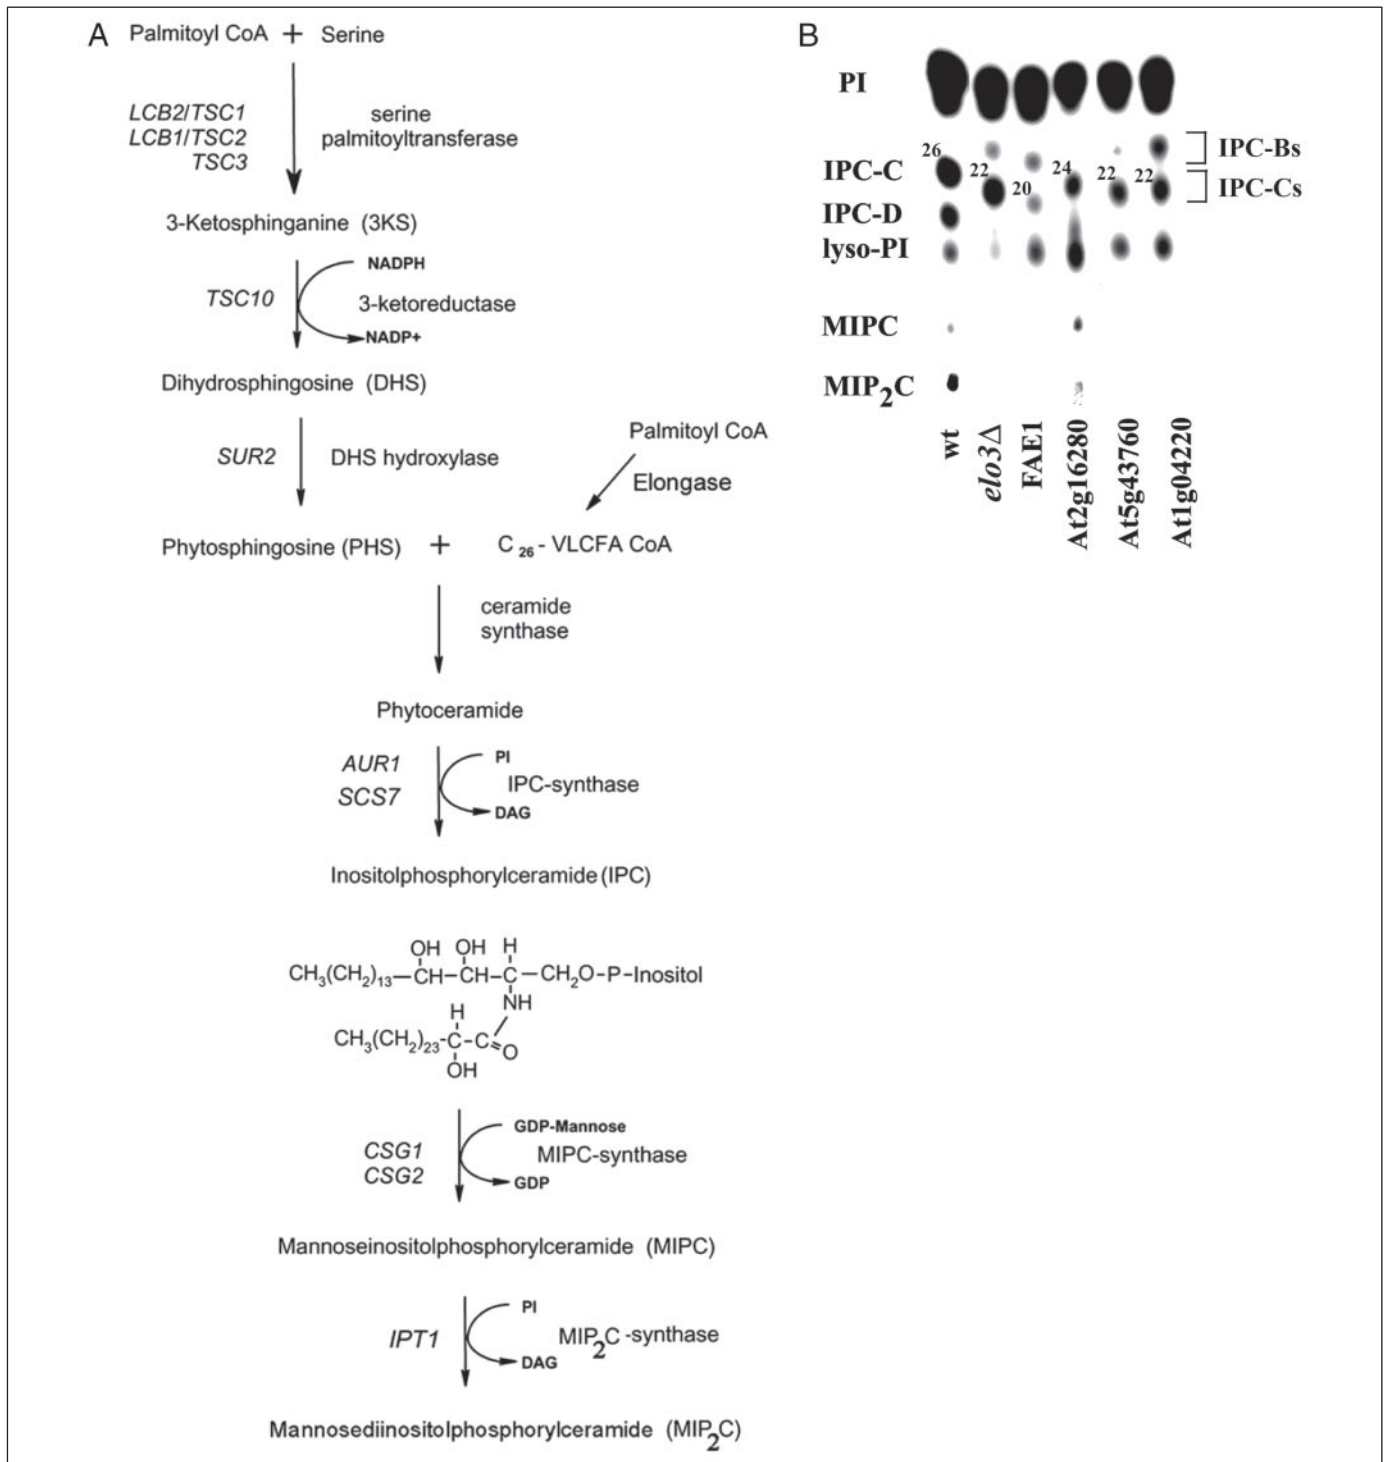 A
Palmitoyl CoA + Serine
LCB2/TSC1
LCB1/TSC2
TSC3
serine
palmitoyltransferase
3-Ketosphinganine (3KS)
NADPH
TSC10
3-ketoreductase
NADP+
Dihydrosphingosine (DHS)
SUR2
DHS hydroxylase
Palmitoyl CoA
Elongase
Phytosphingosine (PHS) + C 26 - VLCFA CoA
ceramide
synthase
Phytoceramide
AUR1
SCS7
PI
IPC-synthase
DAG
Inositolphosphorylceramide (IPC)
OH OH H
CH3(CH2)13—CH–CH–C–CH2O–P–Inositol
NH
H
CH3(CH2)23-C-C=O
OH
CSG1
CSG2
GDP-Mannose
MIPC-synthase
GDP
Mannoseinositolphosphorylceramide (MIPC)
IPT1
PI
MIP2C -synthase
DAG
Mannosediinositolphosphorylceramide (MIP2C)
B
PI
IPC-C
IPC-D
lyso-PI
MIPC
MIP2C
26
22
20
24
22
22
IPC-Bs
IPC-Cs
wt
elo3Δ
FAE1
At2g16280
At5g43760
At1g04220